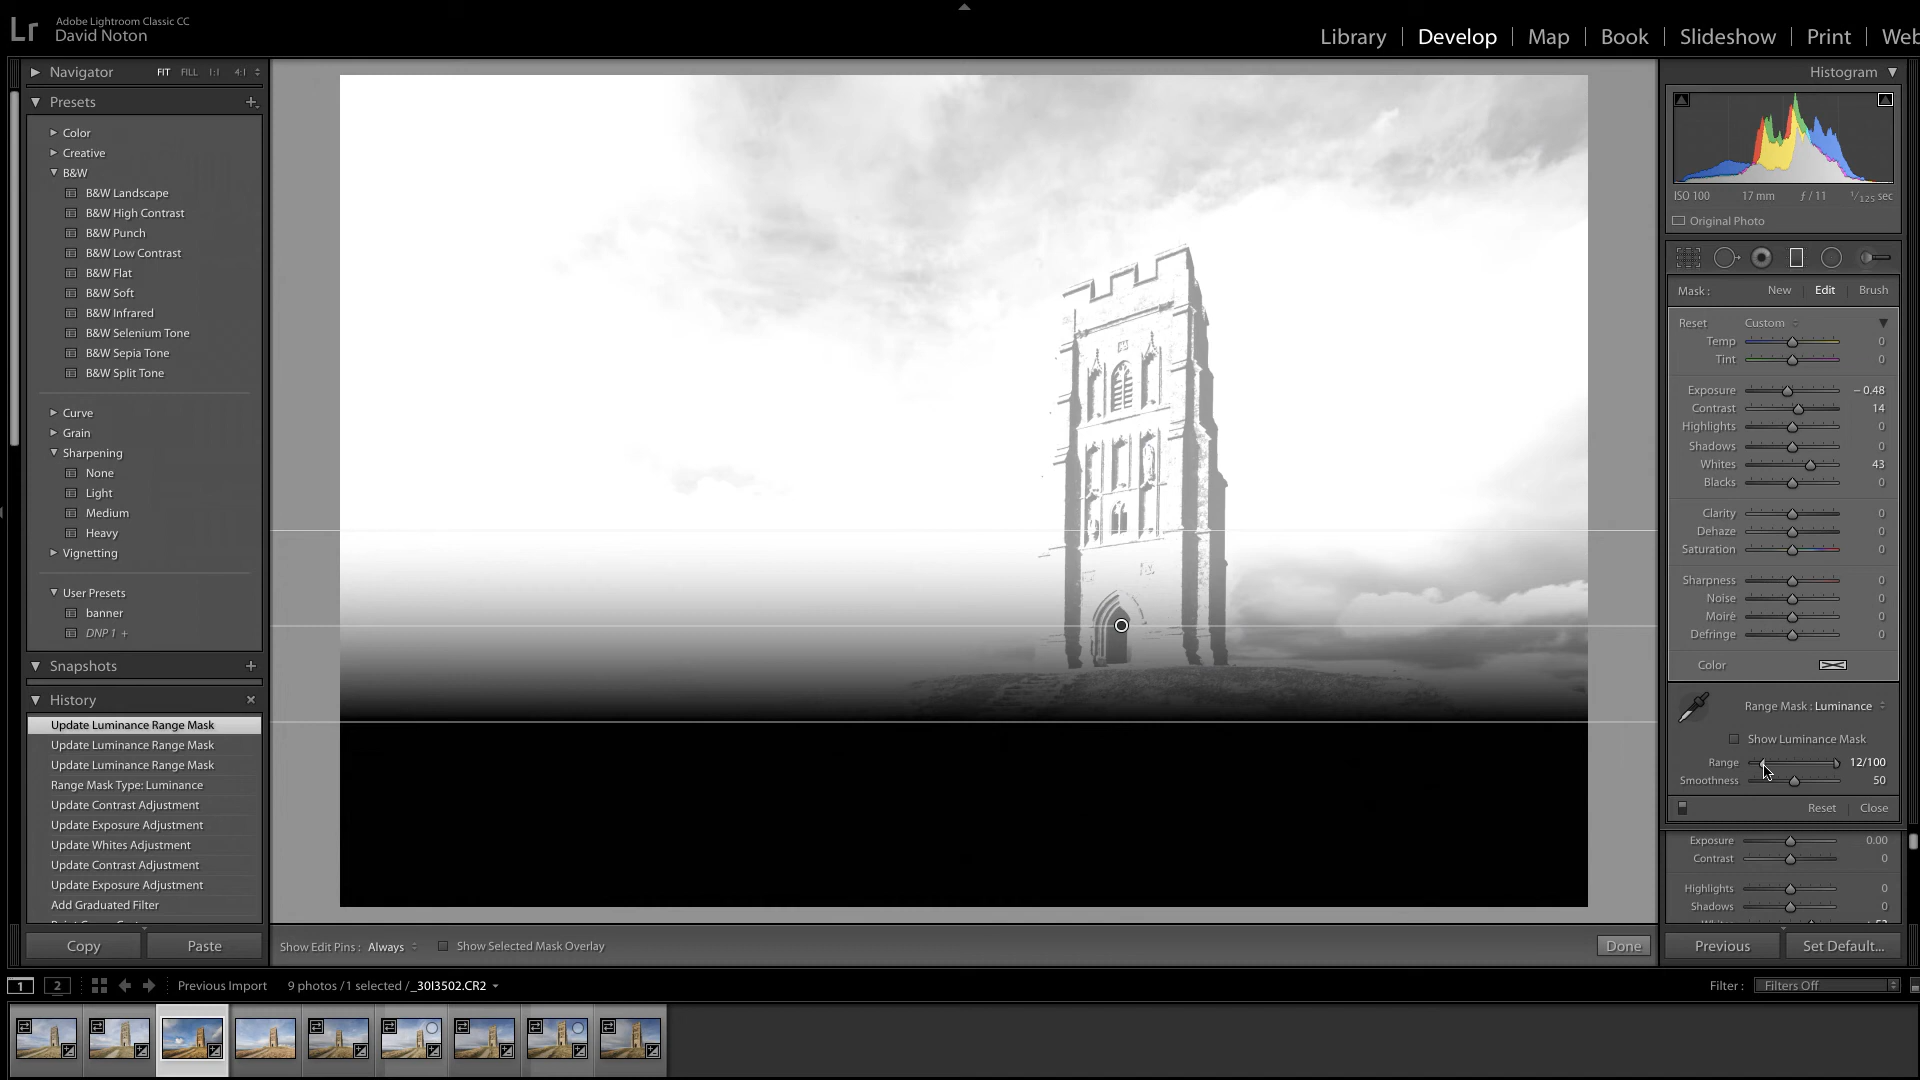 Lr
Adobe Lightroom Classic CC
David Noton
Library | Develop | Map | Book | Slideshow | Print | Web
Navigator FIT FILL 1:1 4:1
Presets +
Color
Creative
B&W
B&W Landscape
B&W High Contrast
B&W Punch
B&W Low Contrast
B&W Flat
B&W Soft
B&W Infrared
B&W Selenium Tone
B&W Sepia Tone
B&W Split Tone
Curve
Grain
Sharpening
None
Light
Medium
Heavy
Vignetting
User Presets
banner
DNP 1 +
Snapshots +
History ×
Update Luminance Range Mask
Update Luminance Range Mask
Update Luminance Range Mask
Range Mask Type: Luminance
Update Contrast Adjustment
Update Exposure Adjustment
Update Whites Adjustment
Update Contrast Adjustment
Update Exposure Adjustment
Add Graduated Filter
Copy Paste
Show Edit Pins : Always Show Selected Mask Overlay Done
Histogram
ISO 100 17 mm ƒ / 11 1/125 sec
Original Photo
Mask : New Edit Brush
Reset Custom
Temp 0
Tint 0
Exposure – 0.48
Contrast 14
Highlights 0
Shadows 0
Whites 43
Blacks 0
Clarity 0
Dehaze 0
Saturation 0
Sharpness 0
Noise 0
Moiré 0
Defringe 0
Color
Range Mask : Luminance
Show Luminance Mask
Range 12/100
Smoothness 50
Reset Close
Exposure 0.00
Contrast 0
Highlights 0
Shadows 0
Previous Set Default...
1 2 Previous Import 9 photos / 1 selected / _30I3502.CR2 Filter : Filters Off